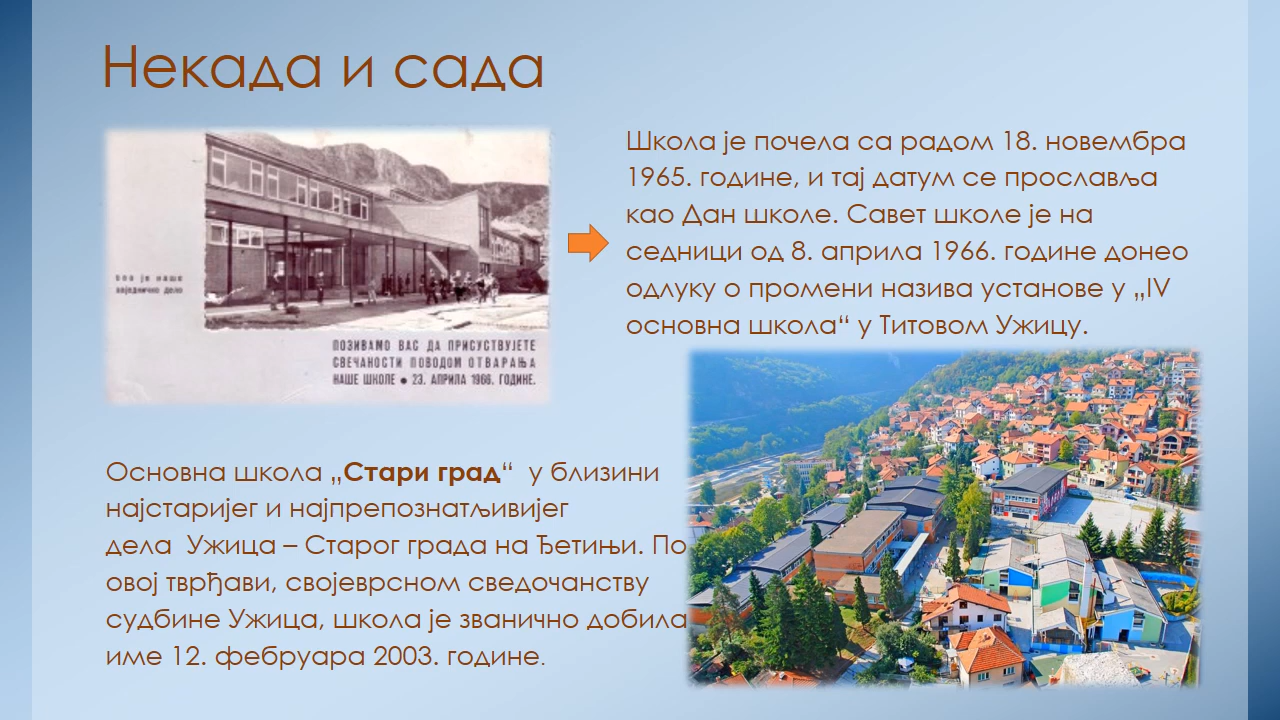 Некада и сада
Школа је почела са радом 18. новембра
1965. године, и тај датум се прославља
као Дан школе. Савет школе је на
седници од 8. априла 1966. године донео
одлуку о промени назива установе у „IV
основна школа“ у Титовом Ужицу.
ово је наше
заједничко дело
ПОЗИВАМО ВАС ДА ПРИСУСТВУЈЕТЕ
СВЕЧАНОСТИ ПОВОДОМ ОТВАРАЊА
НАШЕ ШКОЛЕ ● 23. АПРИЛА 1966. ГОДИНЕ.
Основна школа „Стари град“ у близини
најстаријег и најпрепознатљивијег
дела Ужица – Старог града на Ђетињи. По
овој тврђави, својеврсном сведочанству
судбине Ужица, школа је званично добила
име 12. фебруара 2003. године.